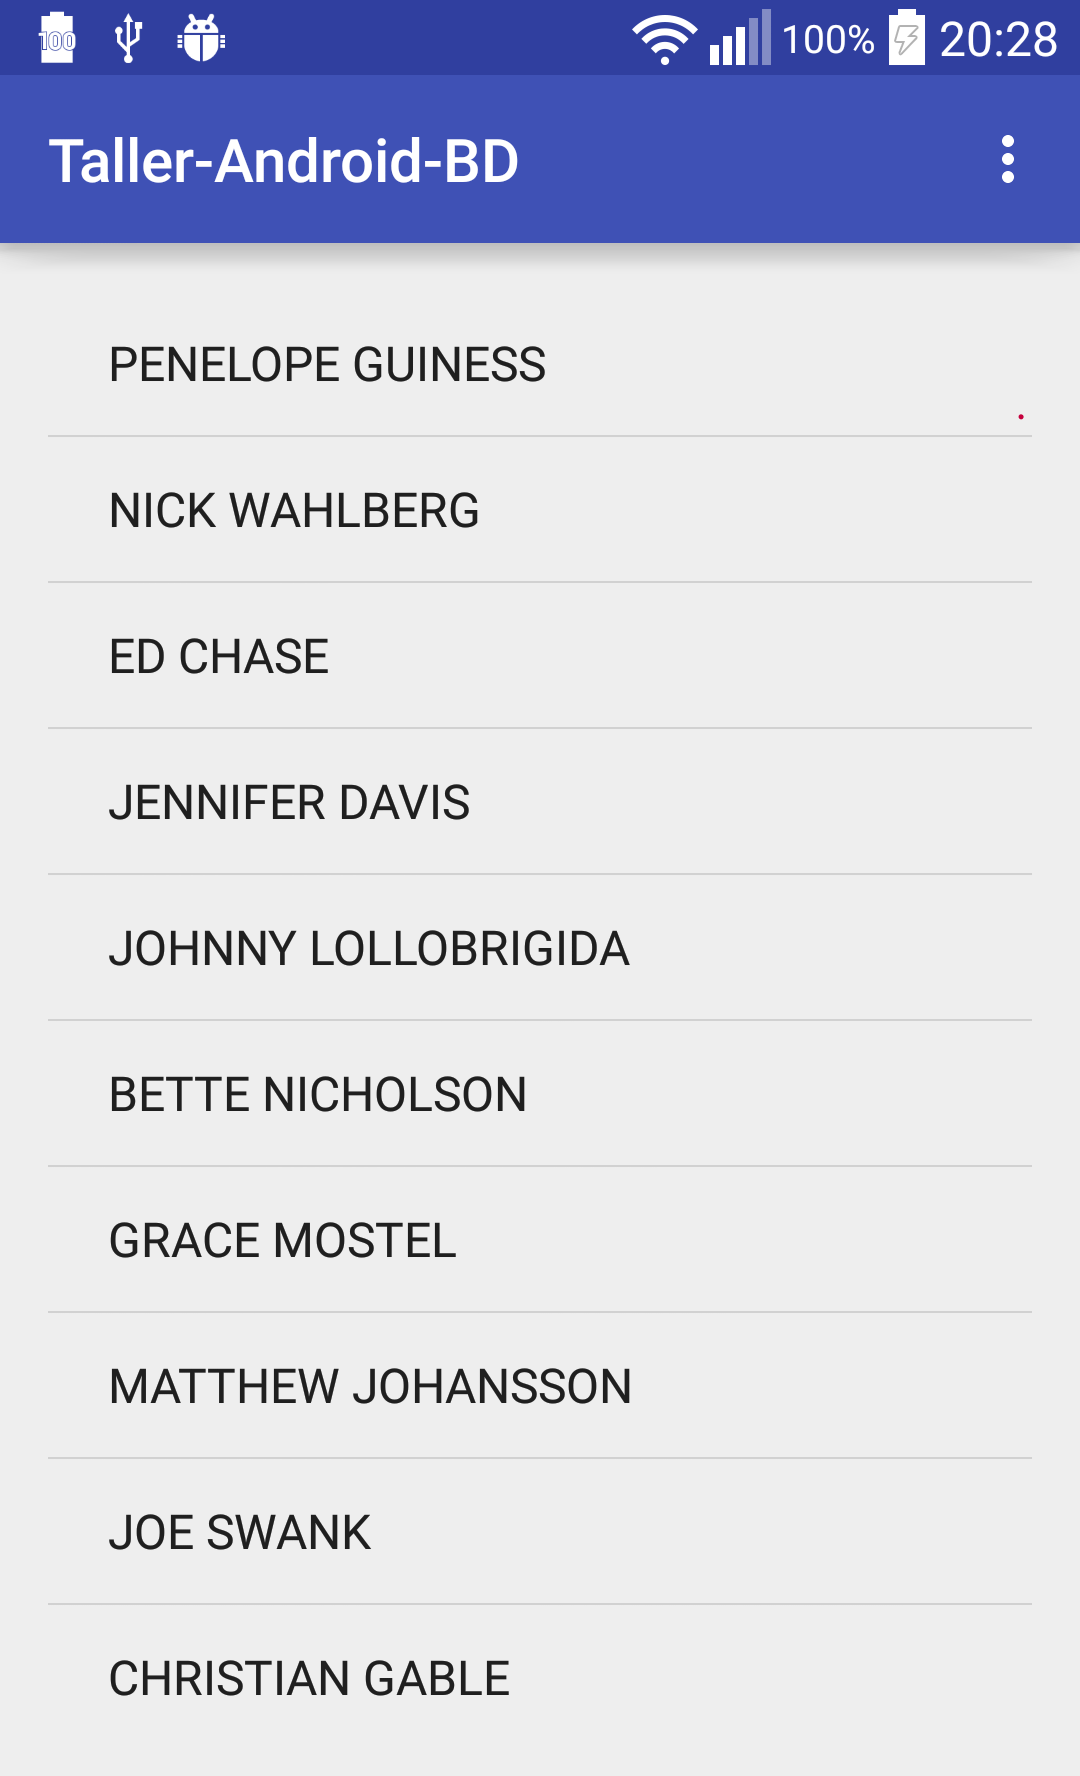 100 100% 20:28
Taller-Android-BD
PENELOPE GUINESS
NICK WAHLBERG
ED CHASE
JENNIFER DAVIS
JOHNNY LOLLOBRIGIDA
BETTE NICHOLSON
GRACE MOSTEL
MATTHEW JOHANSSON
JOE SWANK
CHRISTIAN GABLE